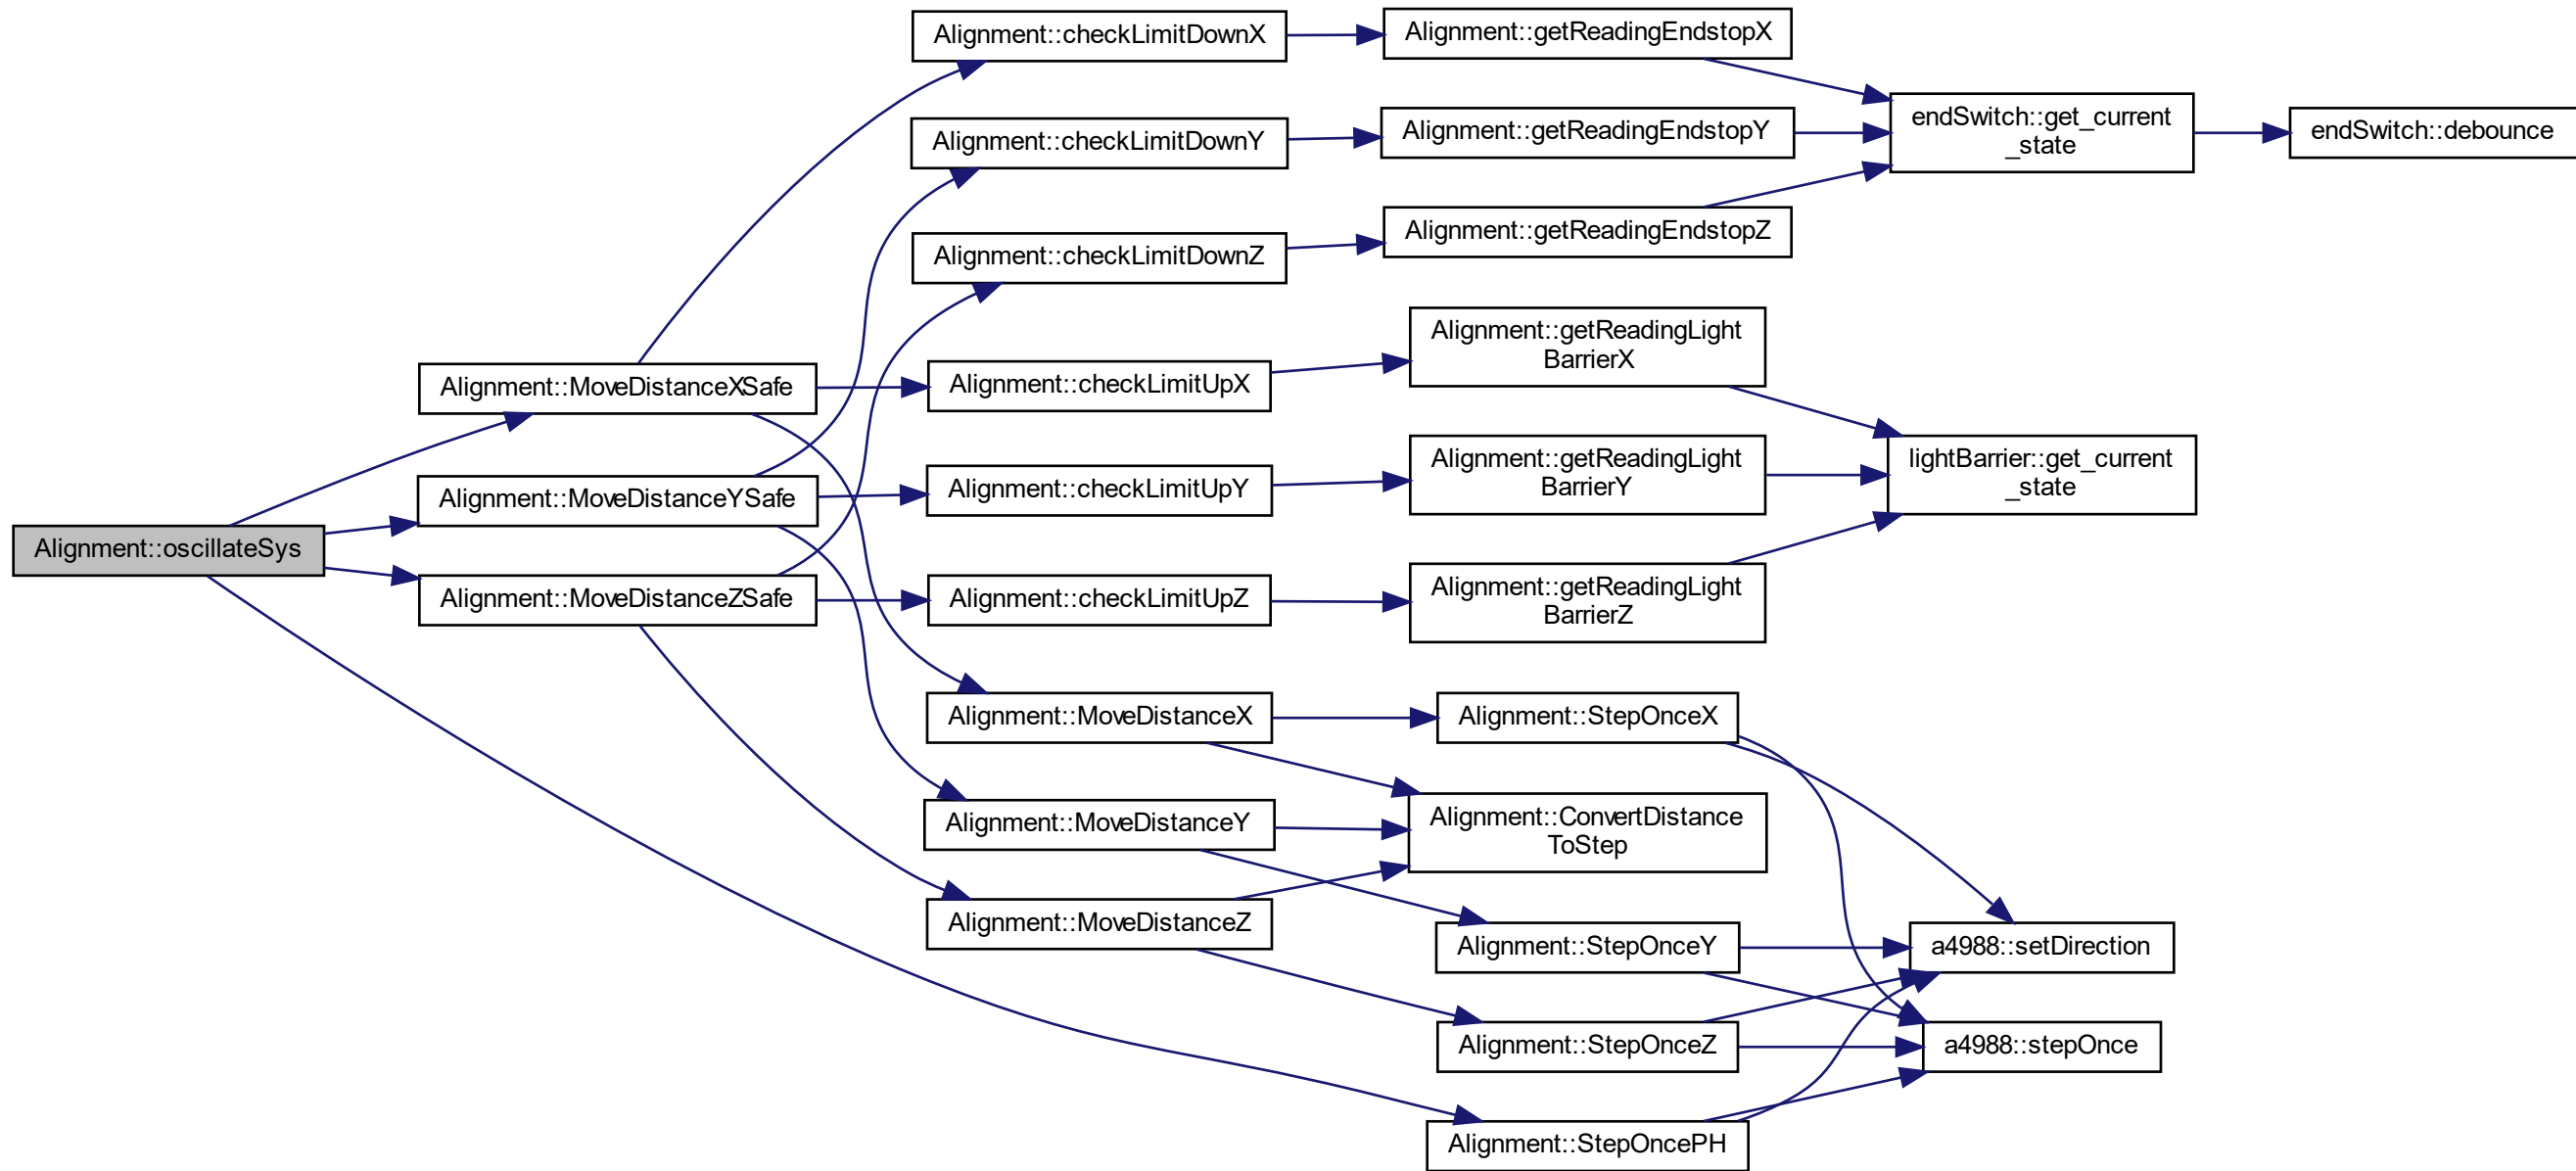 Alignment::oscillateSys
Alignment::MoveDistanceXSafe
Alignment::MoveDistanceYSafe
Alignment::MoveDistanceZSafe
Alignment::checkLimitDownX
Alignment::checkLimitDownY
Alignment::checkLimitDownZ
Alignment::checkLimitUpX
Alignment::checkLimitUpY
Alignment::checkLimitUpZ
Alignment::MoveDistanceX
Alignment::MoveDistanceY
Alignment::MoveDistanceZ
Alignment::getReadingEndstopX
Alignment::getReadingEndstopY
Alignment::getReadingEndstopZ
Alignment::getReadingLight
BarrierX
Alignment::getReadingLight
BarrierY
Alignment::getReadingLight
BarrierZ
Alignment::StepOnceX
Alignment::ConvertDistance
ToStep
Alignment::StepOnceY
Alignment::StepOnceZ
Alignment::StepOncePH
endSwitch::get_current
_state
lightBarrier::get_current
_state
a4988::setDirection
a4988::stepOnce
endSwitch::debounce